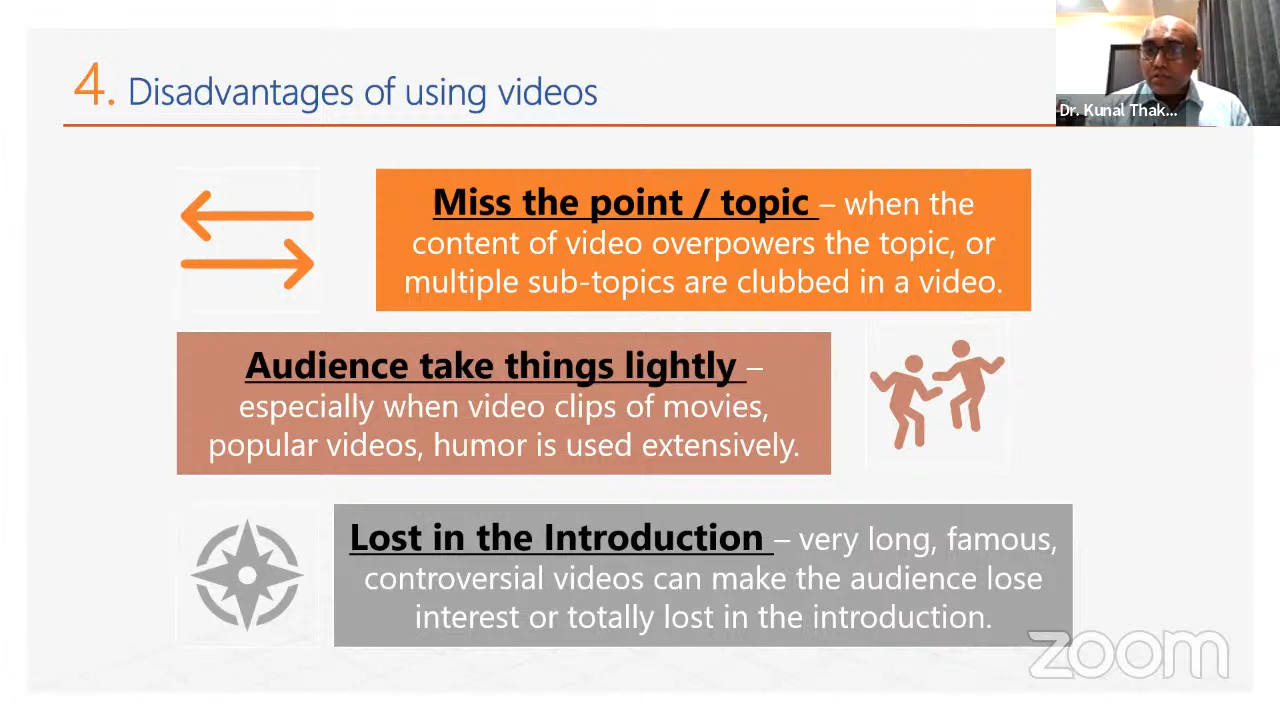 4. Disadvantages of using videos
Dr. Kunal Thak...
Miss the point / topic – when the
content of video overpowers the topic, or
multiple sub-topics are clubbed in a video.
Audience take things lightly –
especially when video clips of movies,
popular videos, humor is used extensively.
Lost in the Introduction – very long, famous,
controversial videos can make the audience lose
interest or totally lost in the introduction.
zoom